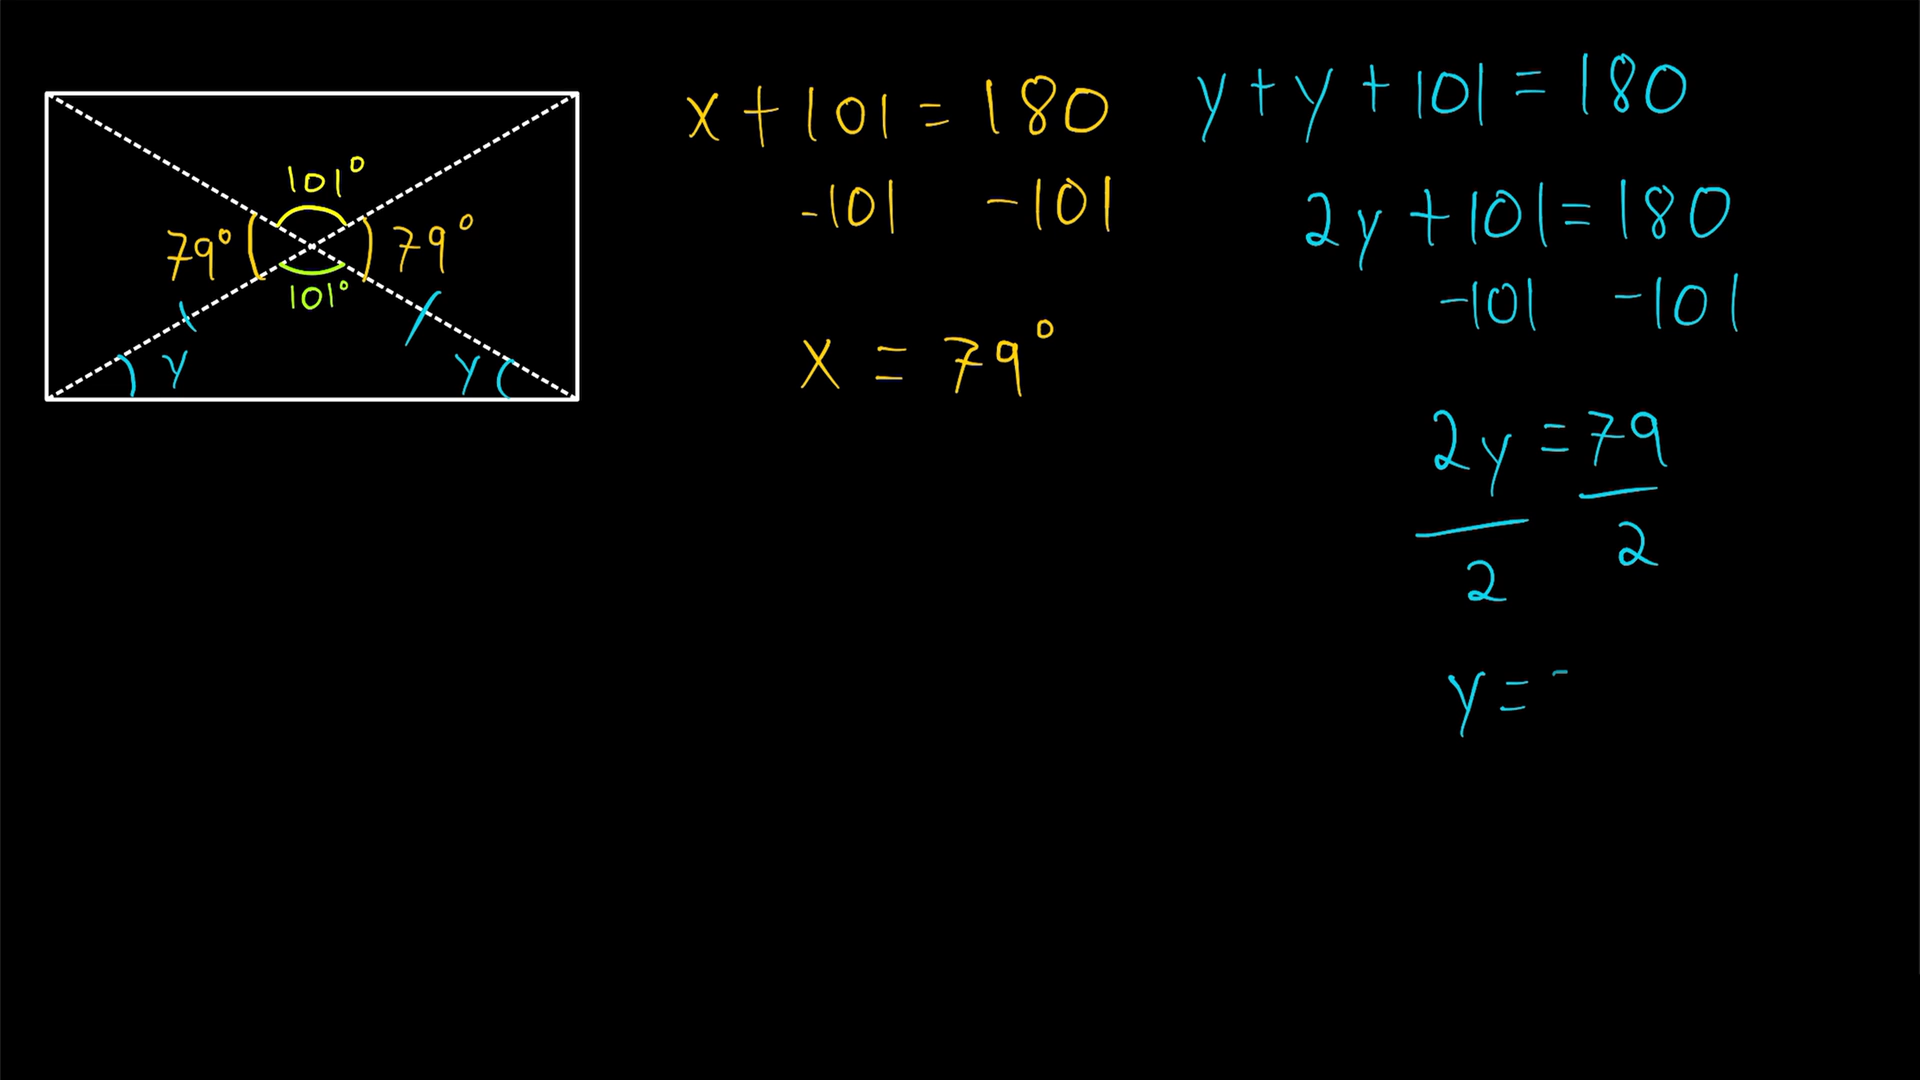 101°
79° 79°
101°
y y
x + 101 = 180
-101 -101
x = 79°
y + y + 101 = 180
2y + 101 = 180
-101 -101
2y = 79
2 2
y =